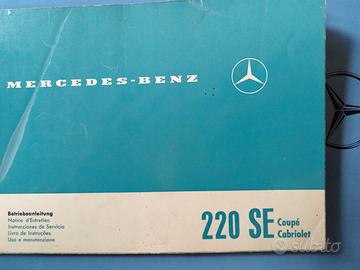 MERCEDES-BENZ
Betriebsanleitung
Notice d'Entretien
Instrucciones de Servicio
Livro de Instruções
Uso e manutenzione
220 SE Coupé
Cabriolet
subito